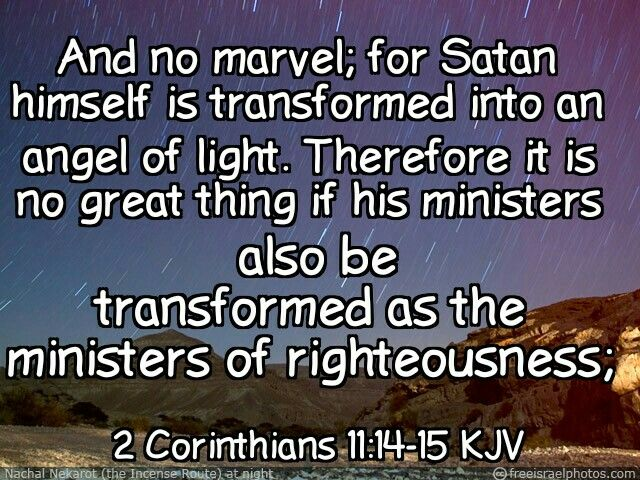 And no marvel; for Satan
himself is transformed into an
angel of light. Therefore it is
no great thing if his ministers
also be
transformed as the
ministers of righteousness;
2 Corinthians 11:14-15 KJV
Nachal Nekarot (the Incense Route) at night
©freeisraelphotos.com